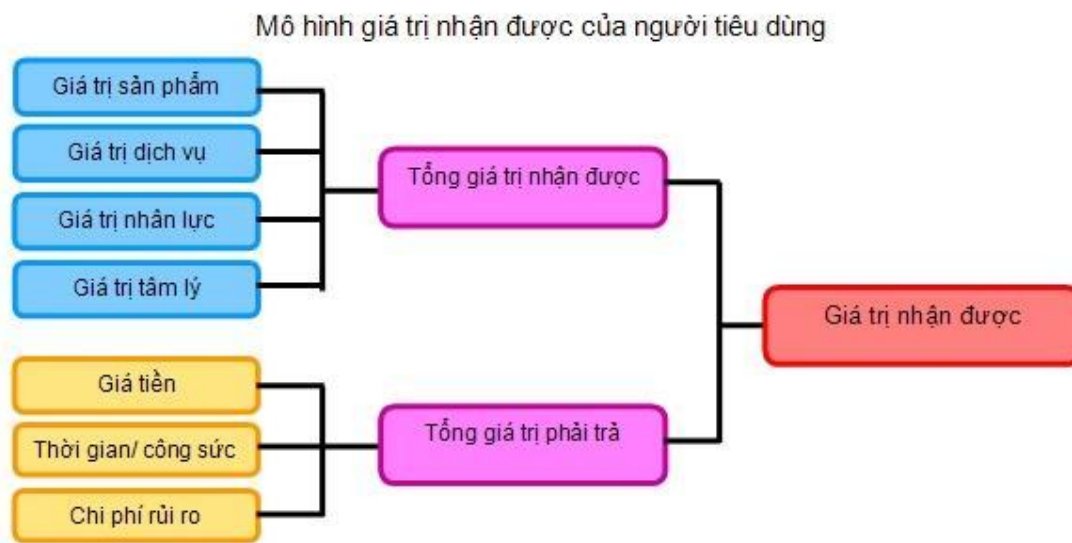 Mô hình giá trị nhận được của người tiêu dùng
Giá trị sản phẩm
Giá trị dịch vụ
Giá trị nhân lực
Giá trị tâm lý
Tổng giá trị nhận được
Giá trị nhận được
Giá tiền
Thời gian/ công sức
Chi phí rủi ro
Tổng giá trị phải trả